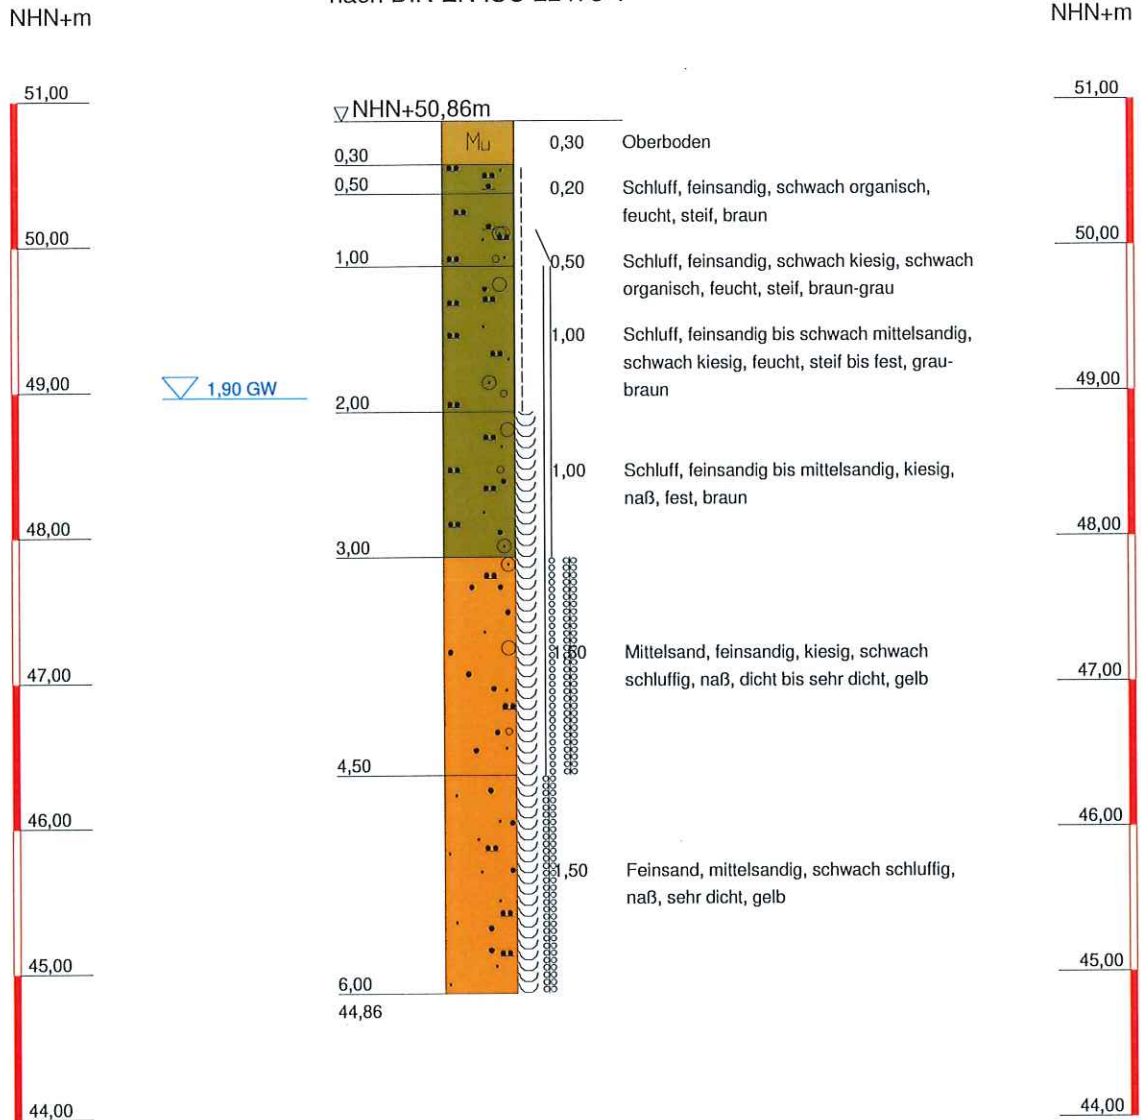 NHN+m
NHN+m
51,00
51,00
NHN+50,86m
Mu
0,30
Oberboden
0,30
0,50
0,20
Schluff, feinsandig, schwach organisch,
feucht, steif, braun
50,00
50,00
1,00
0,50
Schluff, feinsandig, schwach kiesig, schwach
organisch, feucht, steif, braun-grau
1,00
Schluff, feinsandig bis schwach mittelsandig,
schwach kiesig, feucht, steif bis fest, grau-
braun
49,00
1,90 GW
49,00
2,00
1,00
Schluff, feinsandig bis mittelsandig, kiesig,
naß, fest, braun
48,00
48,00
3,00
1,50
Mittelsand, feinsandig, kiesig, schwach
schluffig, naß, dicht bis sehr dicht, gelb
47,00
47,00
4,50
46,00
46,00
1,50
Feinsand, mittelsandig, schwach schluffig,
naß, sehr dicht, gelb
45,00
45,00
6,00
44,86
44,00
44,00